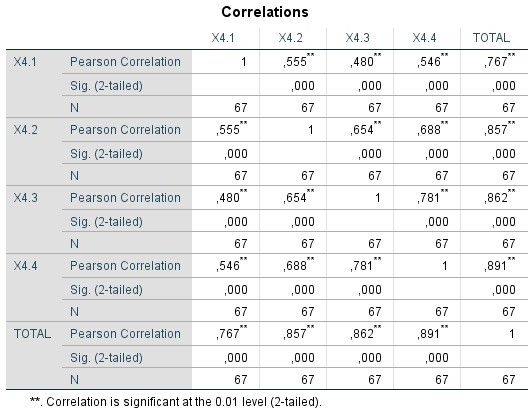 Correlations
X4.1 X4.2 X4.3 X4.4 TOTAL
X4.1 Pearson Correlation 1 ,555** ,480** ,546** ,767**
Sig. (2-tailed) ,000 ,000 ,000 ,000
N 67 67 67 67 67
X4.2 Pearson Correlation ,555** 1 ,654** ,688** ,857**
Sig. (2-tailed) ,000 ,000 ,000 ,000
N 67 67 67 67 67
X4.3 Pearson Correlation ,480** ,654** 1 ,781** ,862**
Sig. (2-tailed) ,000 ,000 ,000 ,000
N 67 67 67 67 67
X4.4 Pearson Correlation ,546** ,688** ,781** 1 ,891**
Sig. (2-tailed) ,000 ,000 ,000 ,000
N 67 67 67 67 67
TOTAL Pearson Correlation ,767** ,857** ,862** ,891** 1
Sig. (2-tailed) ,000 ,000 ,000 ,000
N 67 67 67 67 67
**. Correlation is significant at the 0.01 level (2-tailed).